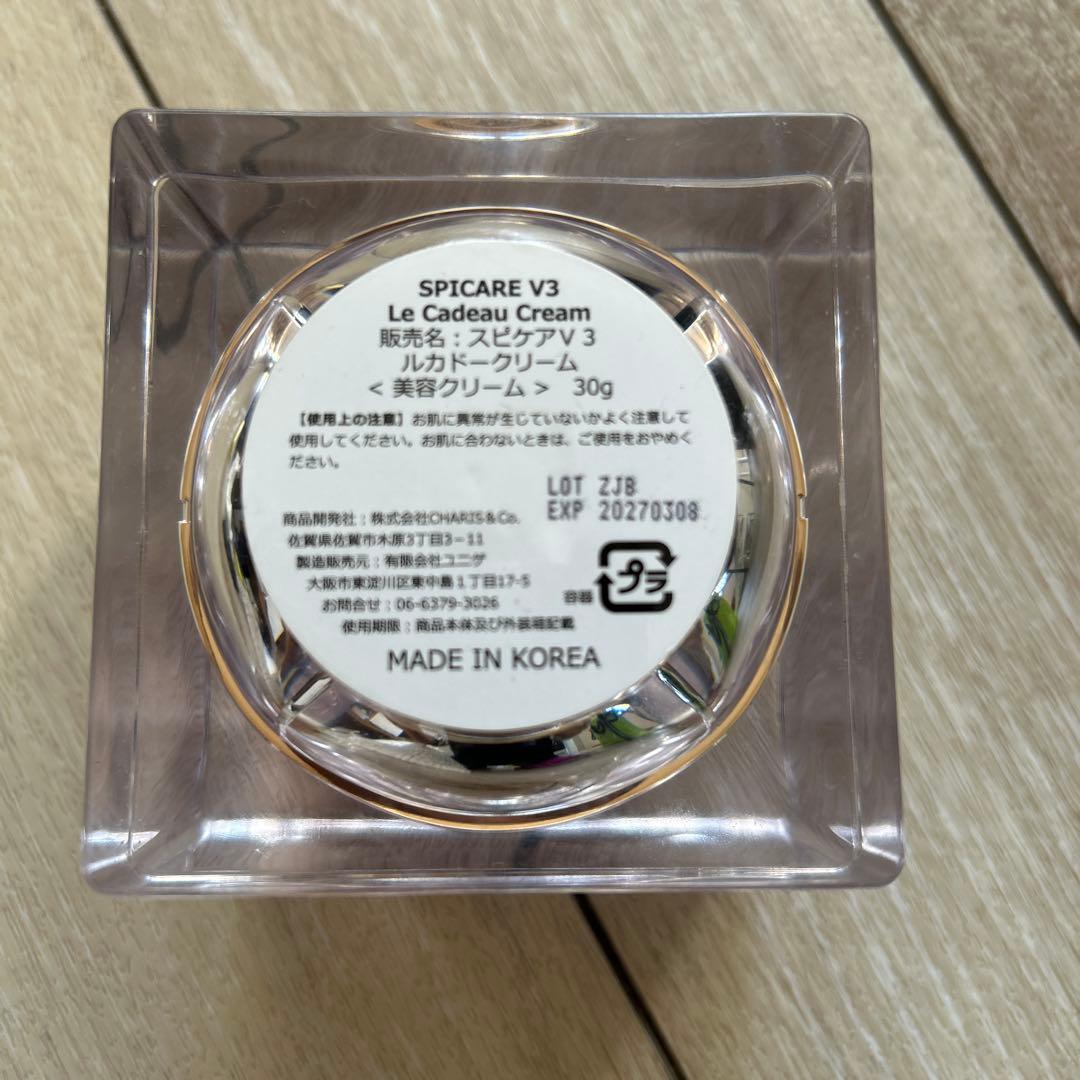 SPICARE V3
Le Cadeau Cream
販売名：スピケアV 3
ルカドークリーム
< 美容クリーム >　30g
【使用上の注意】お肌に異常が生じていないかよく注意して
使用してください。お肌に合わないときは、ご使用をおやめく
ださい。
LOT ZJB
EXP 20270308
商品開発社：株式会社CHARIS＆Co.
佐賀県佐賀市木原3丁目3−11
製造販売元：有限会社ユニゲ
大阪市東淀川区東中島１丁目17-5
お問合せ：06-6379-3026
容器 プラ
使用期限：商品本体及び外装箱記載
MADE IN KOREA